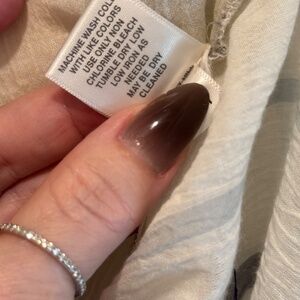 MACHINE WASH COL
WITH LIKE COLORS
USE ONLY NON
CHLORINE BLEACH
TUMBLE DRY LOW
LOW IRON AS
NEEDED
MAY BE DRY
CLEANED